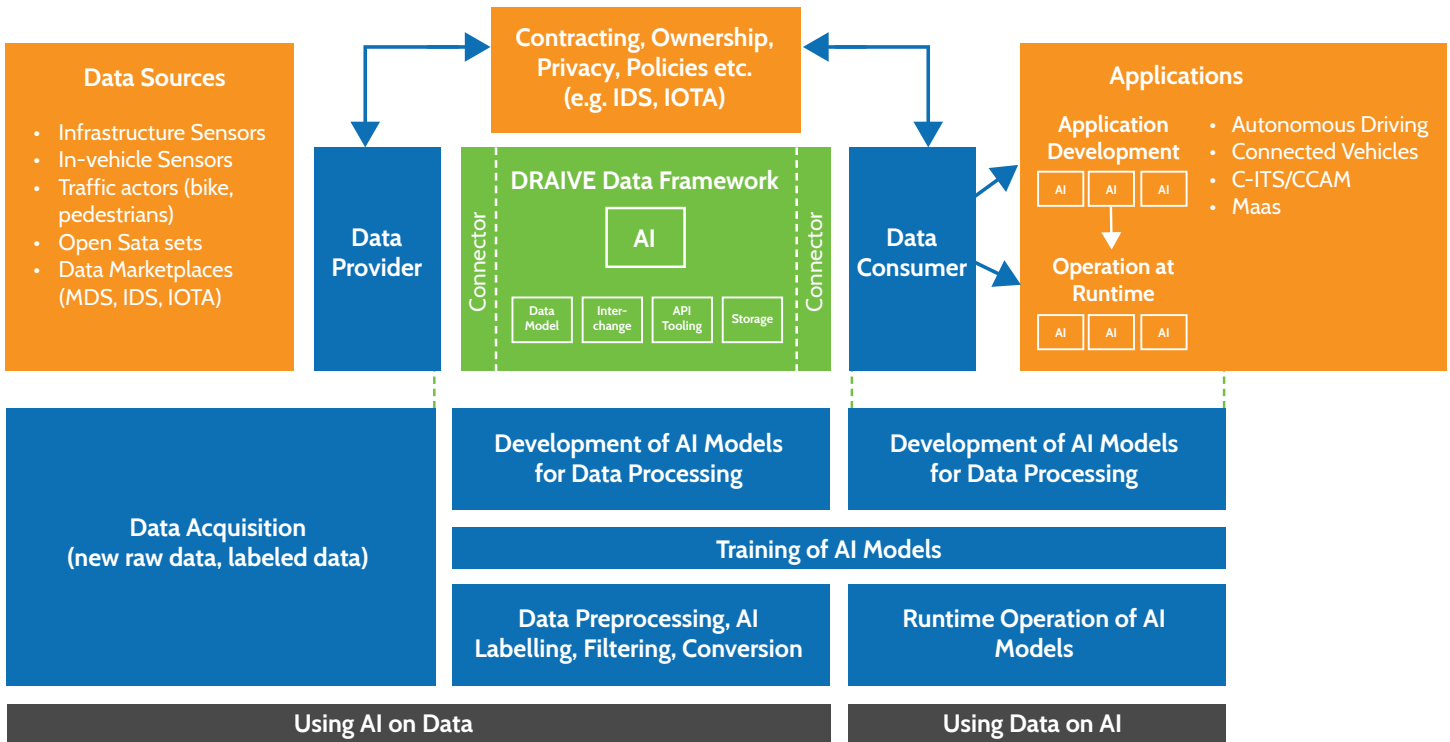 Contracting, Ownership,
Privacy, Policies etc.
(e.g. IDS, IOTA)
Data Sources
• Infrastructure Sensors
• In-vehicle Sensors
• Traffic actors (bike,
pedestrians)
• Open Sata sets
• Data Marketplaces
(MDS, IDS, IOTA)
Data
Provider
Connector
DRAIVE Data Framework
AI
Data
Model
Inter-
change
API
Tooling
Storage
Connector
Data
Consumer
Applications
Application
Development
AI AI AI
Operation at
Runtime
AI AI AI
• Autonomous Driving
• Connected Vehicles
• C-ITS/CCAM
• Maas
Data Acquisition
(new raw data, labeled data)
Development of AI Models
for Data Processing
Development of AI Models
for Data Processing
Training of AI Models
Data Preprocessing, AI
Labelling, Filtering, Conversion
Runtime Operation of AI
Models
Using AI on Data
Using Data on AI